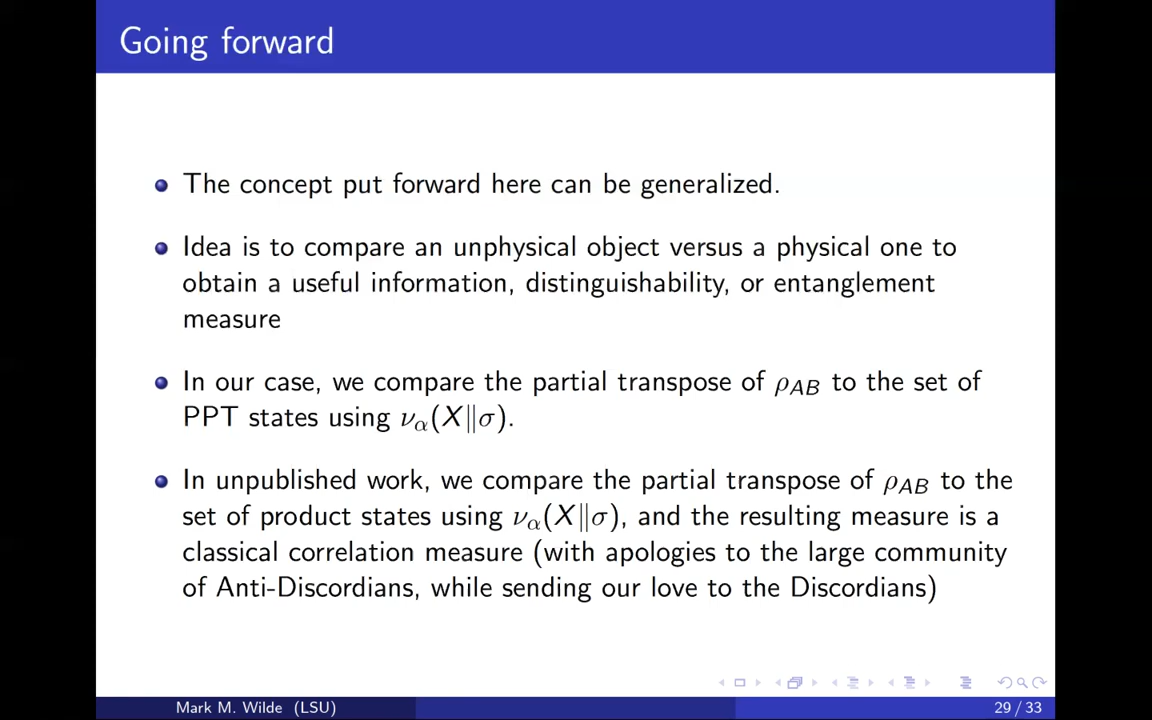 Going forward
The concept put forward here can be generalized.
Idea is to compare an unphysical object versus a physical one to
obtain a useful information, distinguishability, or entanglement
measure
In our case, we compare the partial transpose of ρAB to the set of
PPT states using να(X‖σ).
In unpublished work, we compare the partial transpose of ρAB to the
set of product states using να(X‖σ), and the resulting measure is a
classical correlation measure (with apologies to the large community
of Anti-Discordians, while sending our love to the Discordians)
Mark M. Wilde (LSU) 29 / 33